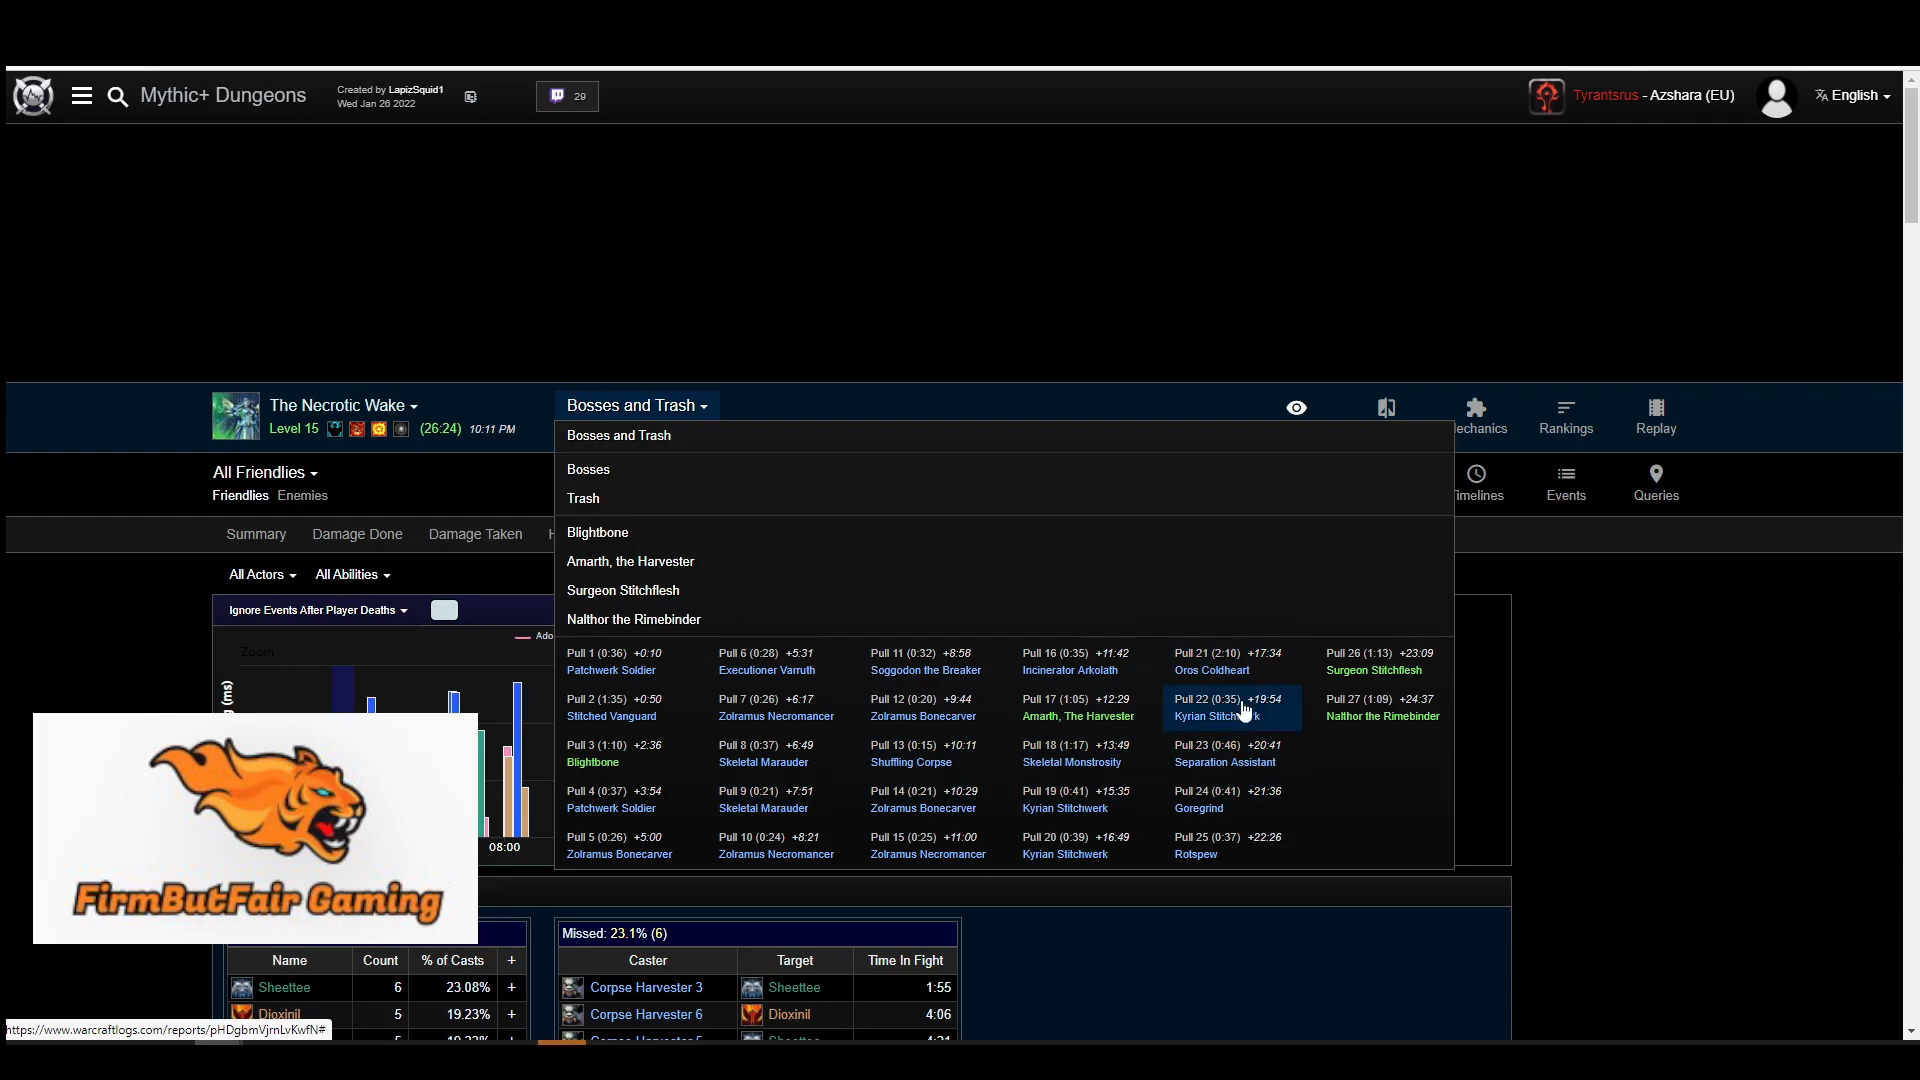 Mythic+ Dungeons
Created by LapizSquid1
Wed Jan 26 2022
29
Tyrantsrus - Azshara (EU)
English
The Necrotic Wake
Level 15 (26:24) 10:11 PM
Bosses and Trash
Rankings
Replay
All Friendlies
Friendlies Enemies
Events
Queries
Summary Damage Done Damage Taken
All Actors All Abilities
Ignore Events After Player Deaths
Zoom
(ms)
08:00
Bosses and Trash
Bosses
Trash
Blightbone
Amarth, the Harvester
Surgeon Stitchflesh
Nalthor the Rimebinder
Pull 1 (0:36) +0:10
Patchwerk Soldier
Pull 2 (1:35) +0:50
Stitched Vanguard
Pull 3 (1:10) +2:36
Blightbone
Pull 4 (0:37) +3:54
Patchwerk Soldier
Pull 5 (0:26) +5:00
Zolramus Bonecarver
Pull 6 (0:28) +5:31
Executioner Varruth
Pull 7 (0:26) +6:17
Zolramus Necromancer
Pull 8 (0:37) +6:49
Skeletal Marauder
Pull 9 (0:21) +7:51
Skeletal Marauder
Pull 10 (0:24) +8:21
Zolramus Necromancer
Pull 11 (0:32) +8:58
Soggodon the Breaker
Pull 12 (0:20) +9:44
Zolramus Bonecarver
Pull 13 (0:15) +10:11
Shuffling Corpse
Pull 14 (0:21) +10:29
Zolramus Bonecarver
Pull 15 (0:25) +11:00
Zolramus Necromancer
Pull 16 (0:35) +11:42
Incinerator Arkolath
Pull 17 (1:05) +12:29
Amarth, The Harvester
Pull 18 (1:17) +13:49
Skeletal Monstrosity
Pull 19 (0:41) +15:35
Kyrian Stitchwerk
Pull 20 (0:39) +16:49
Kyrian Stitchwerk
Pull 21 (2:10) +17:34
Oros Coldheart
Pull 22 (0:35) +19:54
Kyrian
Pull 23 (0:46) +20:41
Separation Assistant
Pull 24 (0:41) +21:36
Goregrind
Pull 25 (0:37) +22:26
Rotspew
Pull 26 (1:13) +23:09
Surgeon Stitchflesh
Pull 27 (1:09) +24:37
Nalthor the Rimebinder
FirmButFair Gaming
Name Count % of Casts +
Sheettee 6 23.08% +
Dioxinil 5 19.23% +
Missed: 23.1% (6)
Caster Target Time In Fight
Corpse Harvester 3 Sheettee 1:55
Corpse Harvester 6 Dioxinil 4:06
https://www.warcraftlogs.com/reports/pHDgbmVjrnLvKwfN#